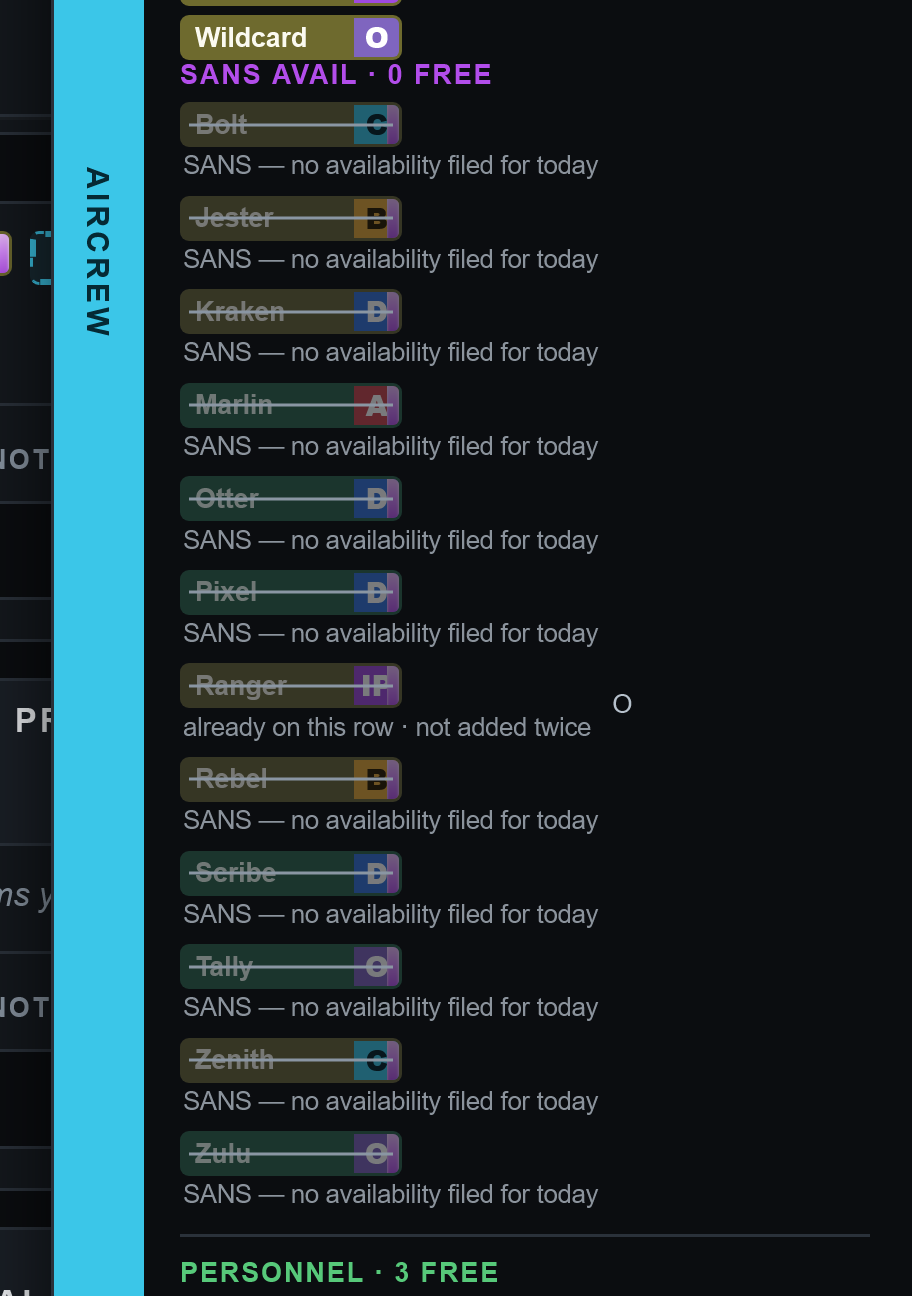 Wildcard O
SANS AVAIL · 0 FREE
Bolt C
SANS — no availability filed for today
Jester B
SANS — no availability filed for today
Kraken D
SANS — no availability filed for today
Marlin A
SANS — no availability filed for today
Otter D
SANS — no availability filed for today
Pixel D
SANS — no availability filed for today
Ranger IP
O
already on this row · not added twice
Rebel B
SANS — no availability filed for today
Scribe D
SANS — no availability filed for today
Tally O
SANS — no availability filed for today
Zenith C
SANS — no availability filed for today
Zulu O
SANS — no availability filed for today
PERSONNEL · 3 FREE
AIRCREW
NOT
PR
ms y
NOT